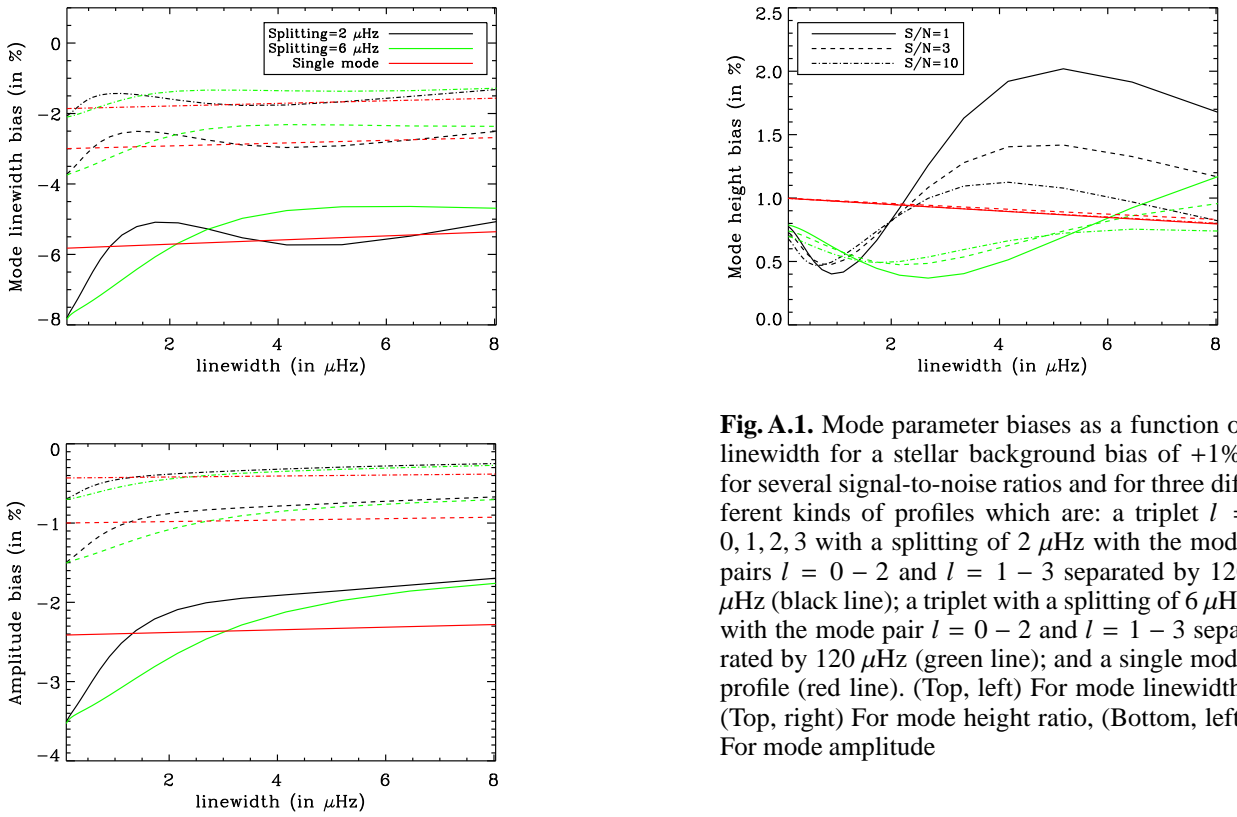 Mode linewidth bias (in %)
0
−2
−4
−6
−8
Splitting=2 μHz
Splitting=6 μHz
Single mode
2 4 6 8
linewidth (in μHz)
Mode height bias (in %)
2.5
2.0
1.5
1.0
0.5
0.0
S/N=1
S/N=3
S/N=10
2 4 6 8
linewidth (in μHz)
Amplitude bias (in %)
0
−1
−2
−3
−4
2 4 6 8
linewidth (in μHz)
Fig. A.1. Mode parameter biases as a function o
linewidth for a stellar background bias of +1%
for several signal-to-noise ratios and for three dif
ferent kinds of profiles which are: a triplet l =
0, 1, 2, 3 with a splitting of 2 μHz with the mod
pairs l = 0 − 2 and l = 1 − 3 separated by 12
μHz (black line); a triplet with a splitting of 6 μH
with the mode pair l = 0 − 2 and l = 1 − 3 sepa
rated by 120 μHz (green line); and a single mod
profile (red line). (Top, left) For mode linewidth
(Top, right) For mode height ratio, (Bottom, left
For mode amplitude